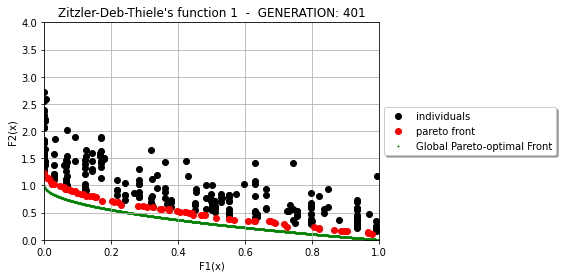 Zitzler-Deb-Thiele's function 1 - GENERATION: 401
4.0
3.5
3.0
2.5
2.0
1.5
1.0
0.5
0.0
F2(x)
0.0 0.2 0.4 0.6 0.8 1.0
F1(x)
individuals
pareto front
Global Pareto-optimal Front